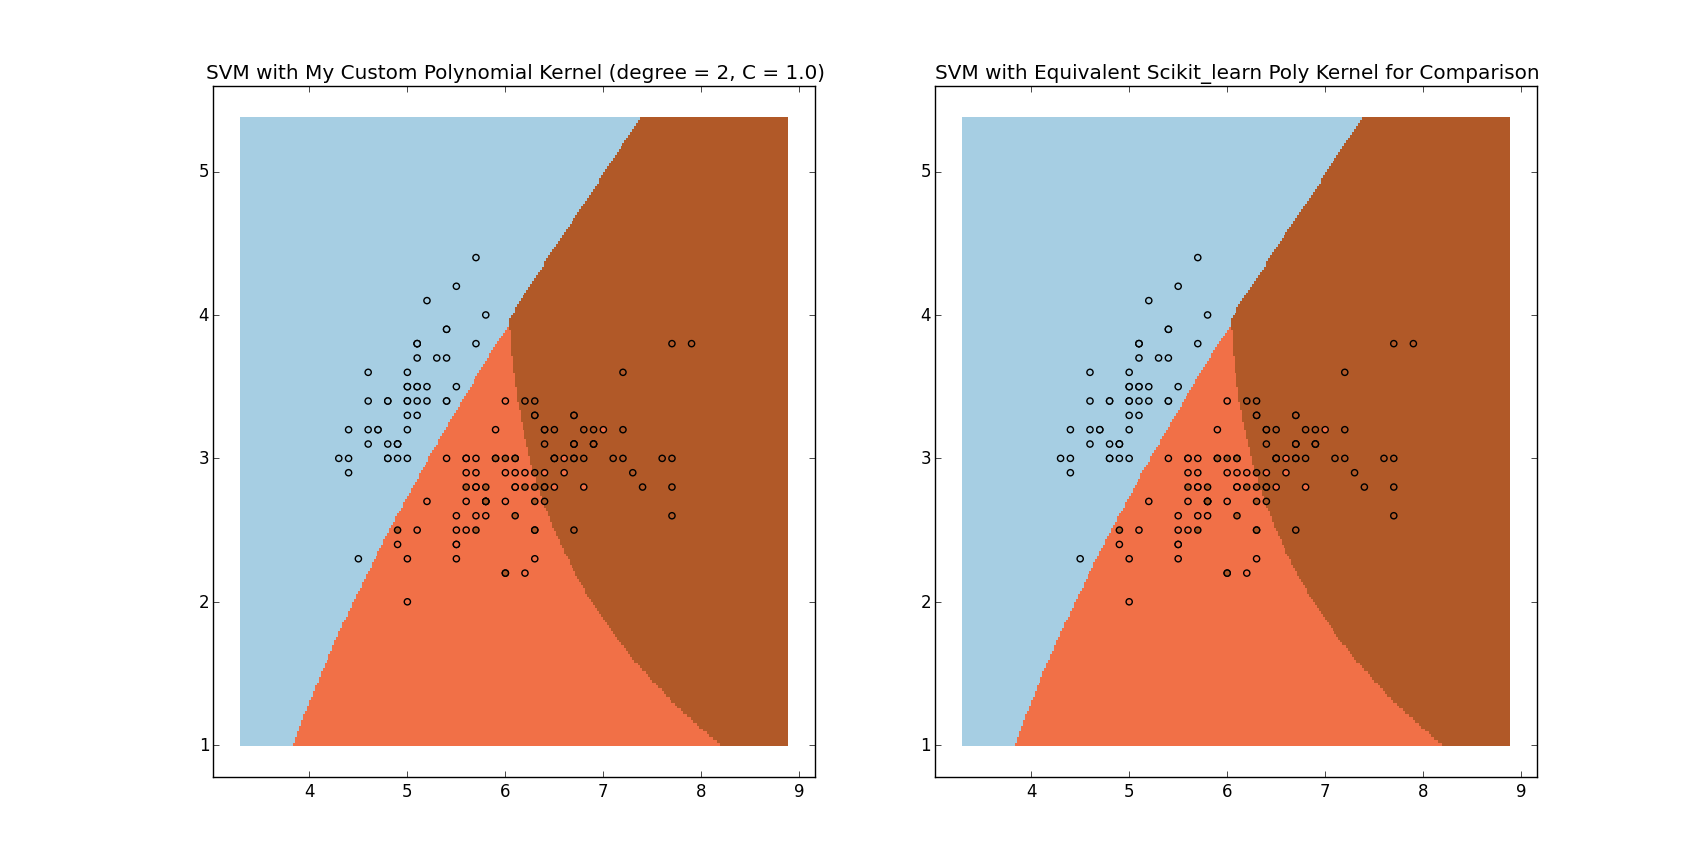 SVM with My Custom Polynomial Kernel (degree = 2, C = 1.0)
5
4
3
2
1
4 5 6 7 8 9
SVM with Equivalent Scikit_learn Poly Kernel for Comparison
5
4
3
2
1
4 5 6 7 8 9